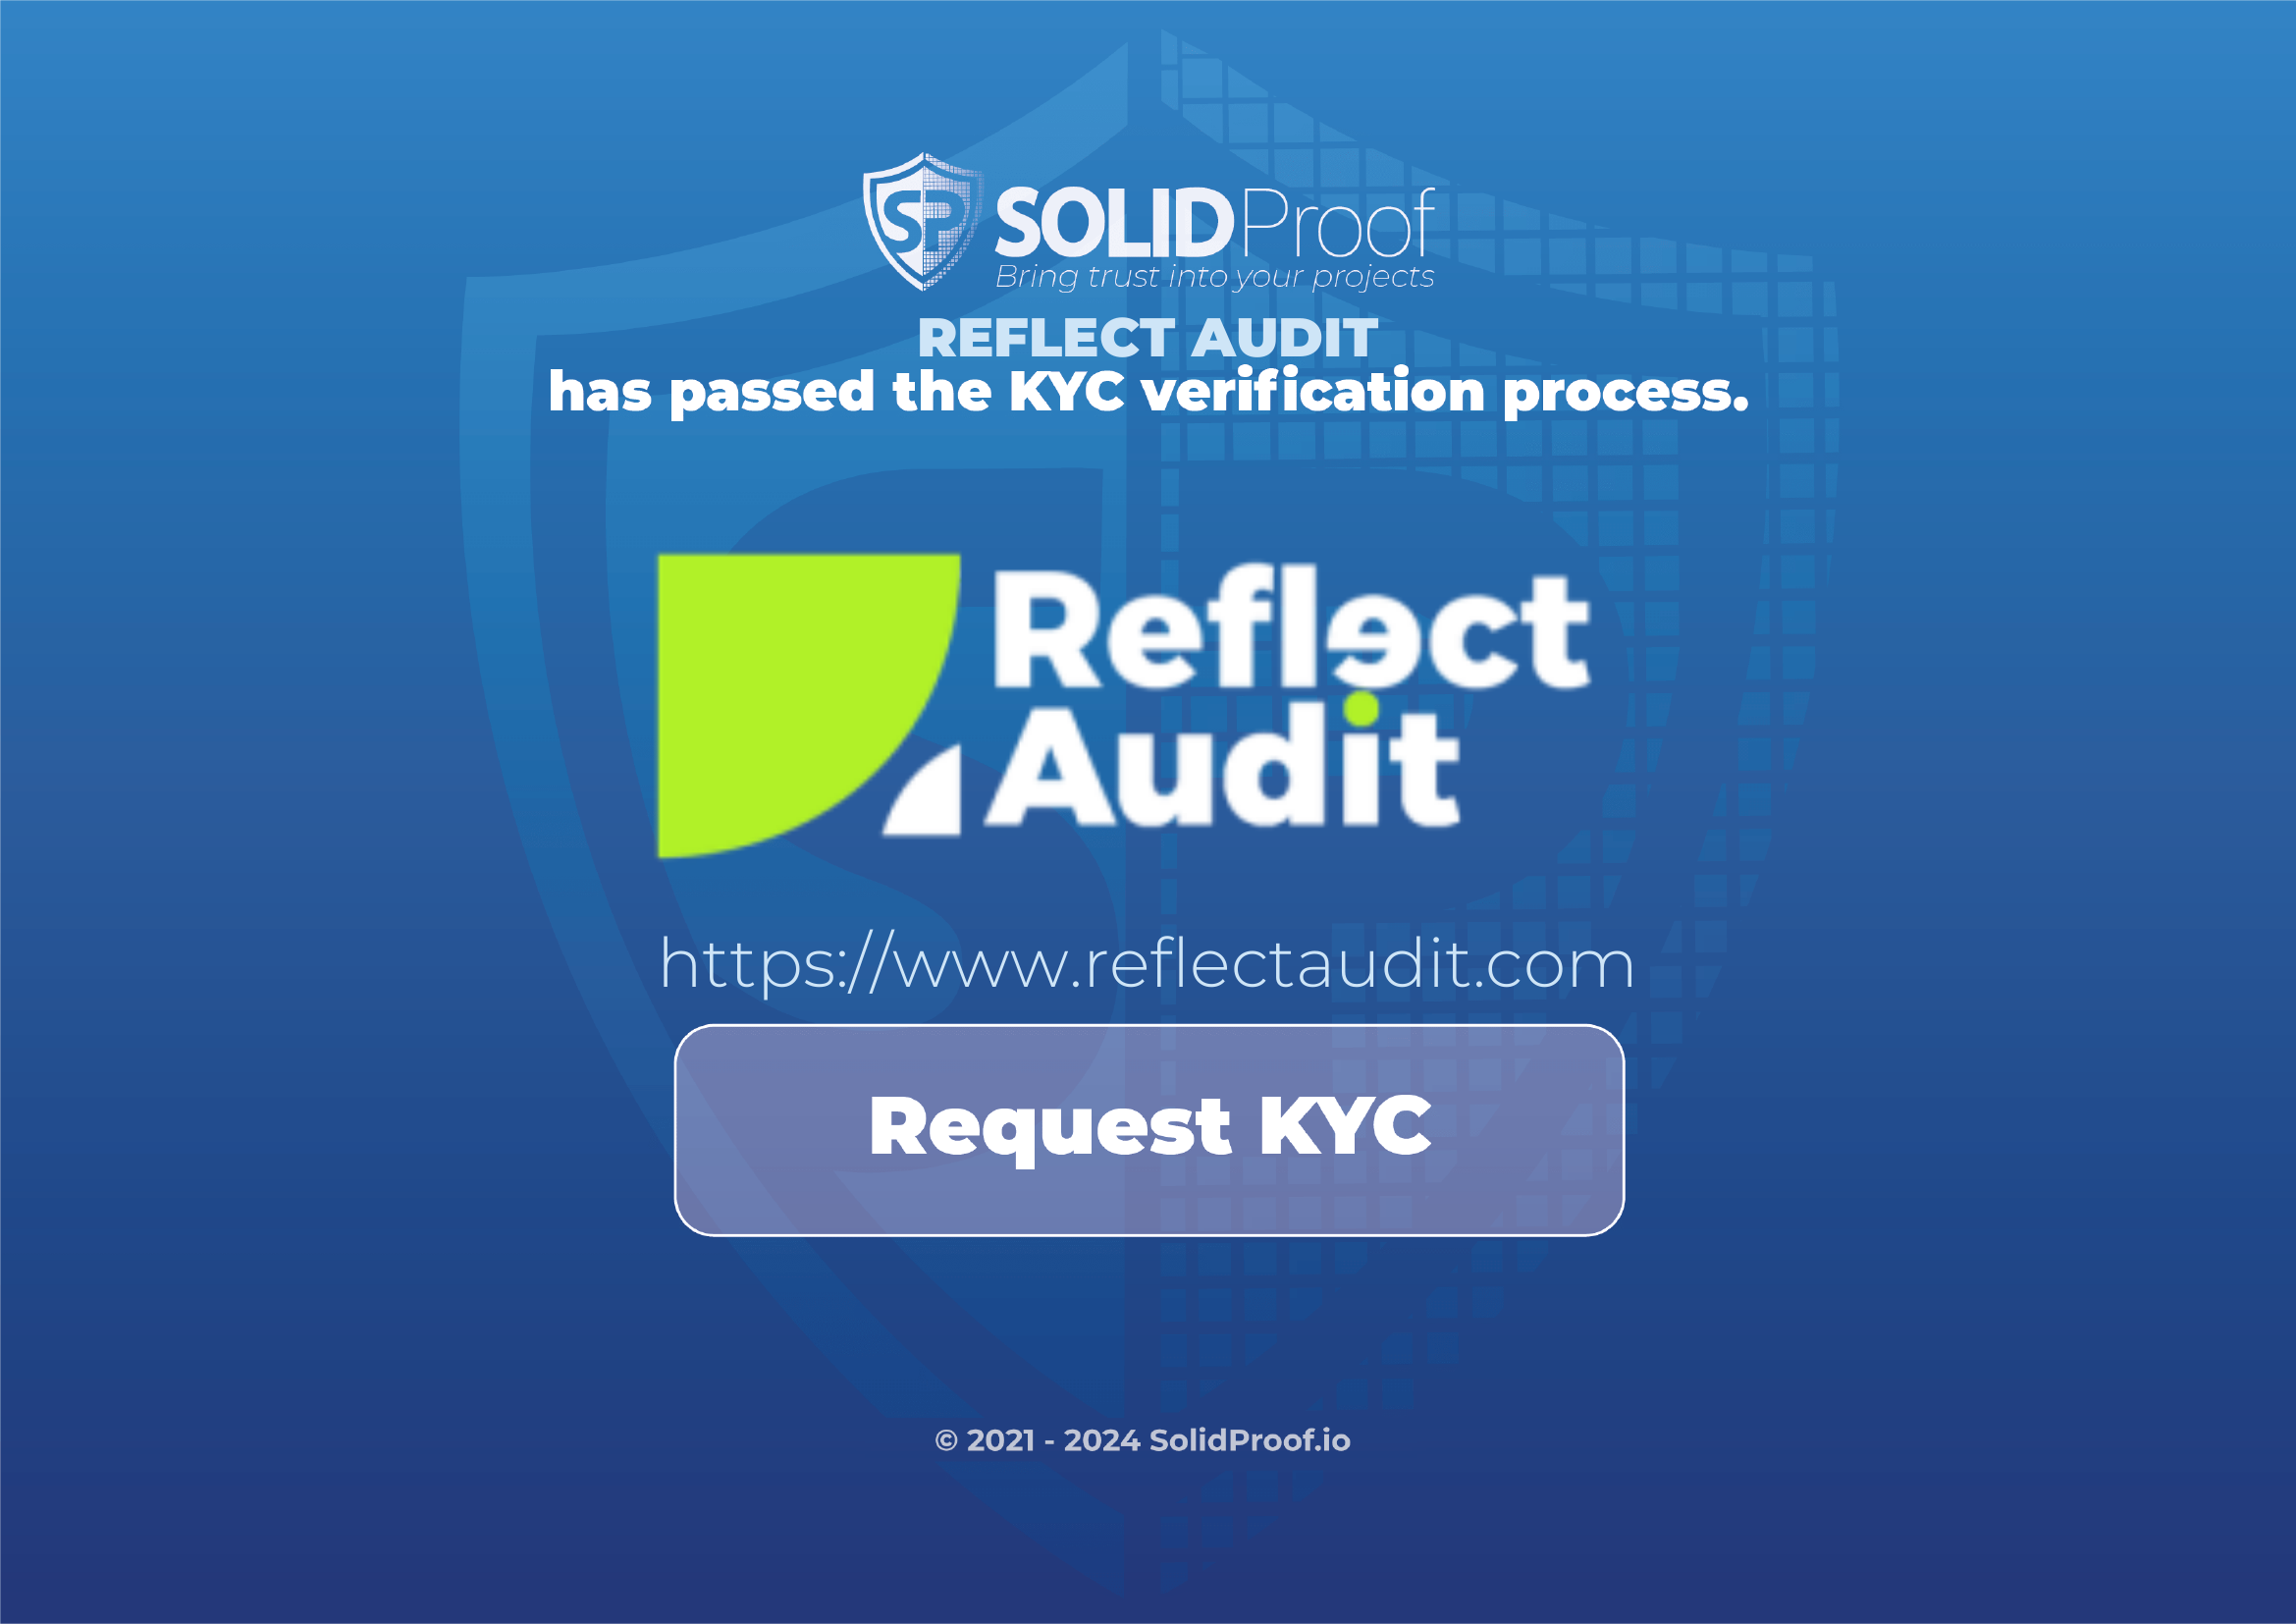 SP SOLIDProof
Bring trust into your projects
REFLECT AUDIT
has passed the KYC verification process.
Reflect
Audit
https://www.reflectaudit.com
Request KYC
© 2021 - 2024 SolidProof.io